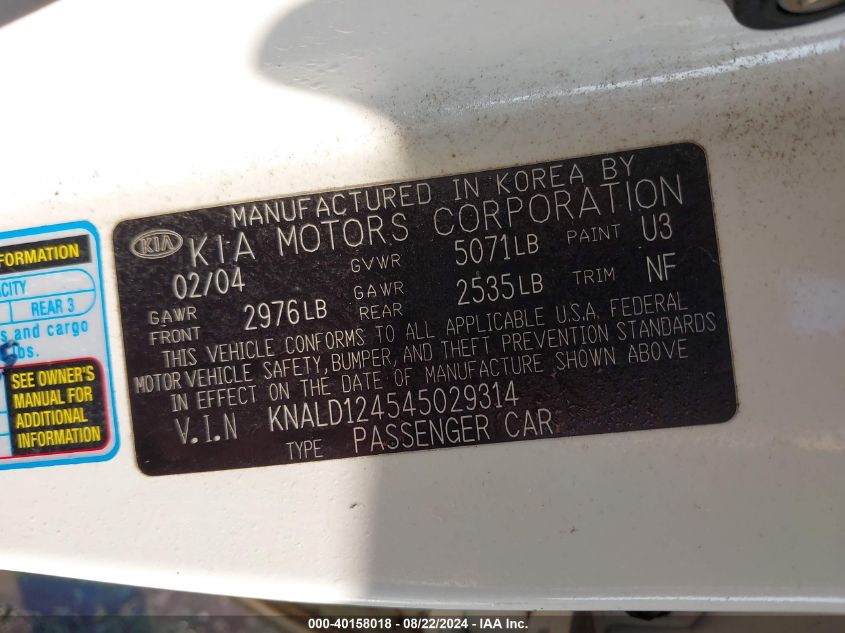 MANUFACTURED IN KOREA BY
KIA KIA MOTORS CORPORATION
02/04 GVWR 5071LB PAINT U3
GAWR FRONT 2976LB GAWR REAR 2535LB TRIM NF
THIS VEHICLE CONFORMS TO ALL APPLICABLE U.S.A. FEDERAL
MOTOR VEHICLE SAFETY, BUMPER, AND THEFT PREVENTION STANDARDS
IN EFFECT ON THE DATE OF MANUFACTURE SHOWN ABOVE
V.I.N KNALD124545029314
TYPE PASSENGER CAR
FORMATION
CITY
REAR 3
s and cargo
lbs.
SEE OWNER'S
MANUAL FOR
ADDITIONAL
INFORMATION
000-40158018 - 08/22/2024 - IAA Inc.